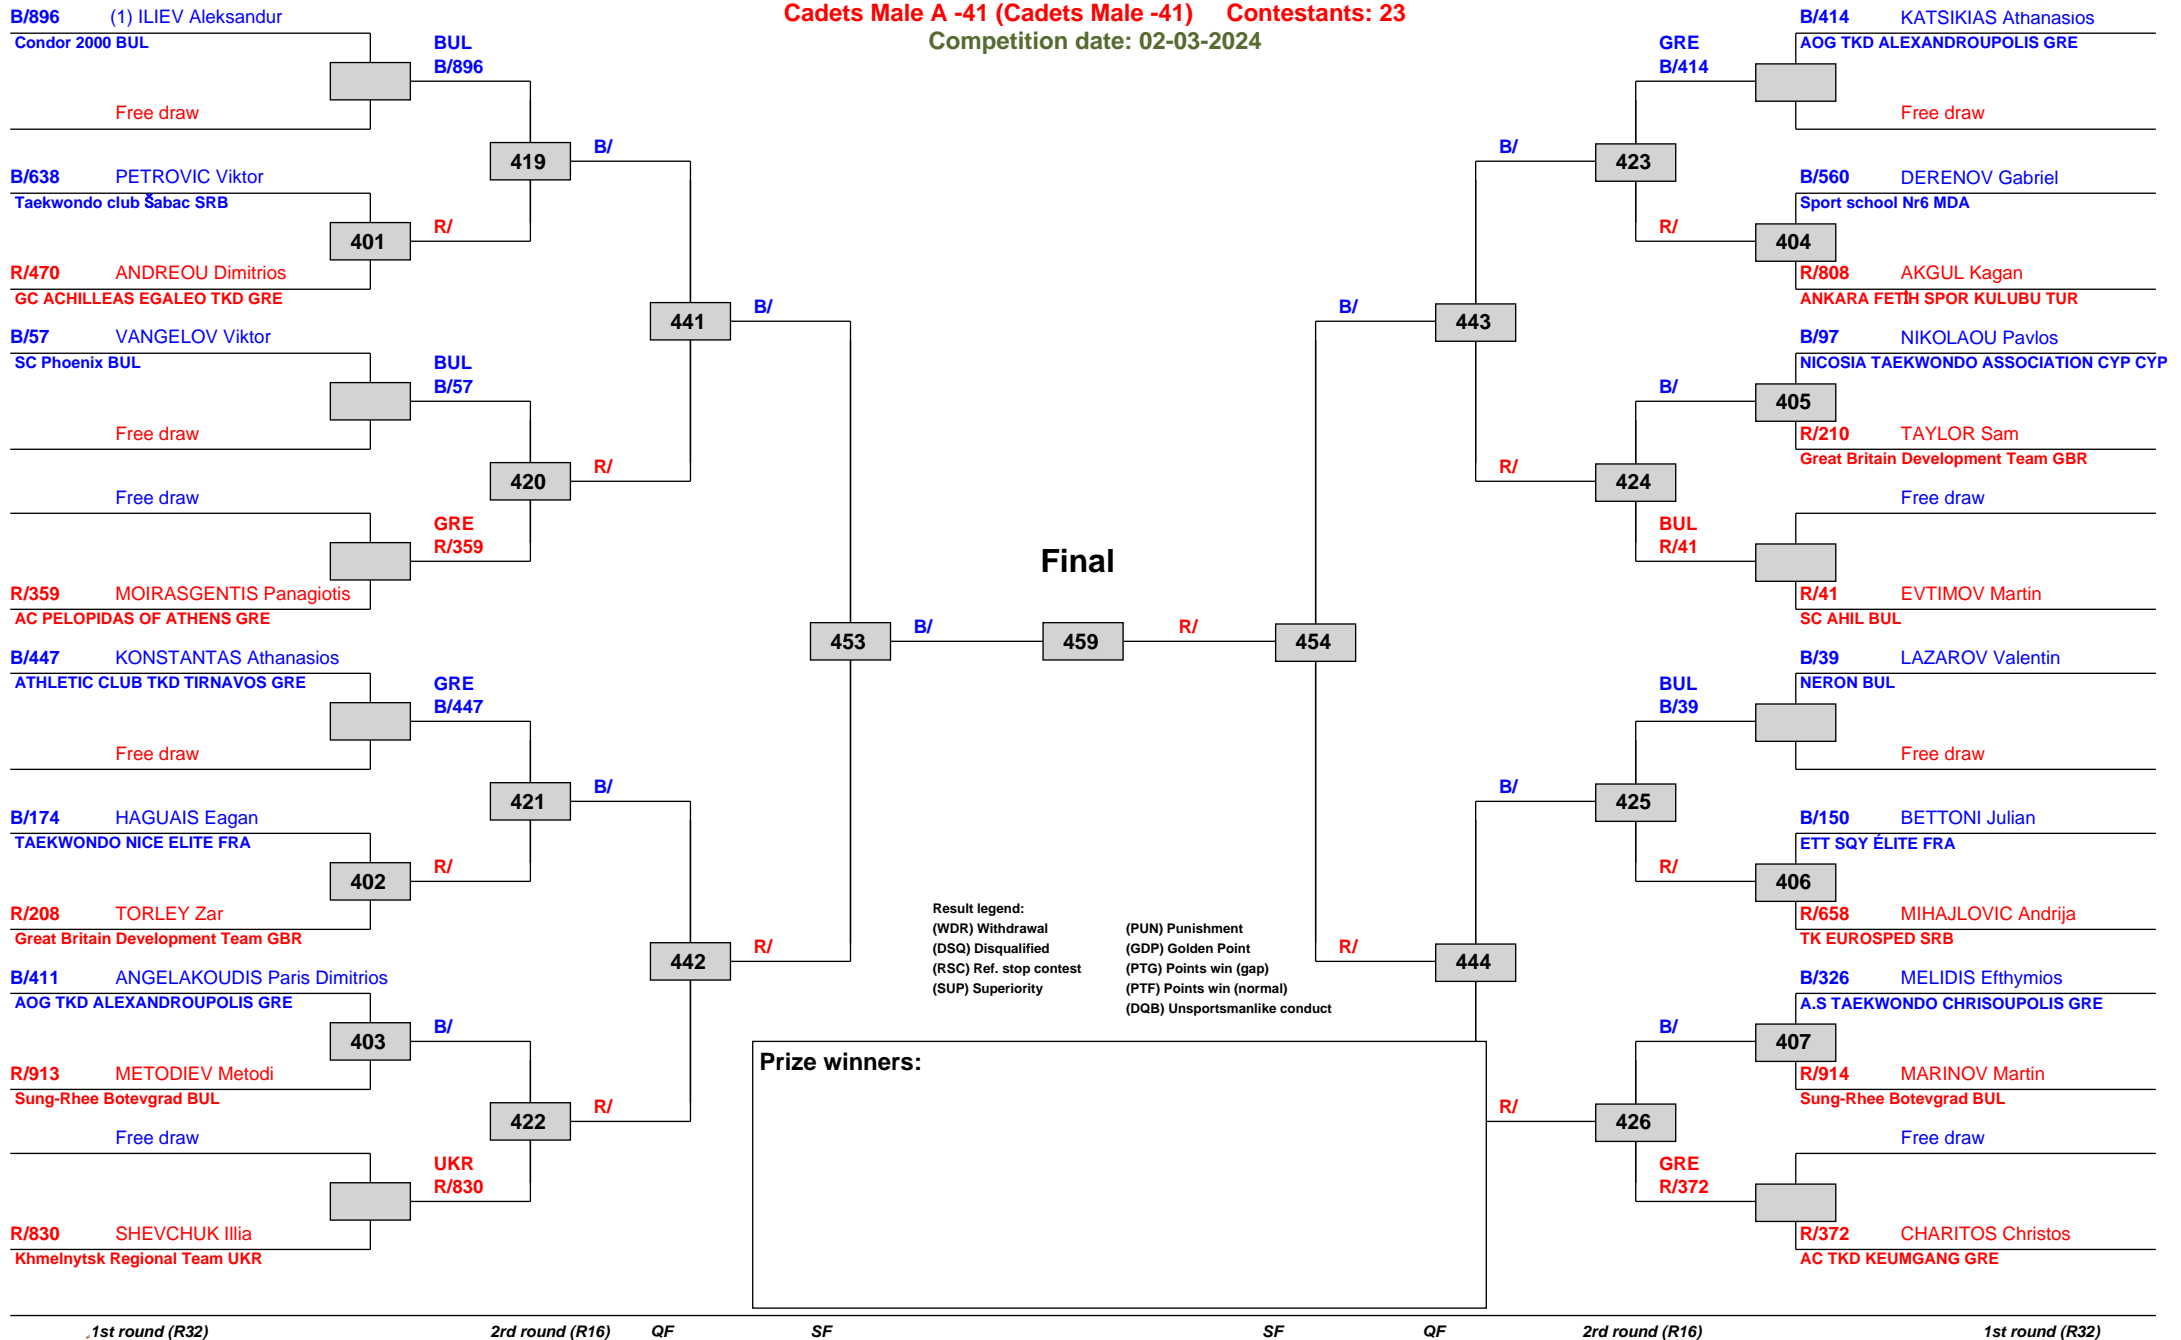 Cadets Male A -41 (Cadets Male -41) Contestants: 23
Competition date: 02-03-2024
B/896 (1) ILIEV Aleksandur
Condor 2000 BUL
BUL
B/896
Free draw
419
B/
B/638 PETROVIC Viktor
Taekwondo club Šabac SRB
401
R/
R/470 ANDREOU Dimitrios
GC ACHILLEAS EGALEO TKD GRE
441
B/
B/57 VANGELOV Viktor
SC Phoenix BUL
BUL
B/57
Free draw
420
R/
Free draw
GRE
R/359
R/359 MOIRASGENTIS Panagiotis
AC PELOPIDAS OF ATHENS GRE
453
B/
B/447 KONSTANTAS Athanasios
ATHLETIC CLUB TKD TIRNAVOS GRE
GRE
B/447
Free draw
421
B/
B/174 HAGUAIS Eagan
TAEKWONDO NICE ELITE FRA
402
R/
R/208 TORLEY Zar
Great Britain Development Team GBR
442
R/
B/411 ANGELAKOUDIS Paris Dimitrios
AOG TKD ALEXANDROUPOLIS GRE
403
B/
R/913 METODIEV Metodi
Sung-Rhee Botevgrad BUL
422
R/
Free draw
UKR
R/830
R/830 SHEVCHUK Illia
Khmelnytsk Regional Team UKR
Final
459
R/
454
B/414 KATSIKIAS Athanasios
AOG TKD ALEXANDROUPOLIS GRE
GRE
B/414
Free draw
B/
423
B/560 DERENOV Gabriel
Sport school Nr6 MDA
R/
404
R/808 AKGUL Kagan
ANKARA FETİH SPOR KULUBU TUR
B/
443
B/97 NIKOLAOU Pavlos
NICOSIA TAEKWONDO ASSOCIATION CYP CYP
B/
405
R/210 TAYLOR Sam
Great Britain Development Team GBR
R/
424
Free draw
BUL
R/41
R/41 EVTIMOV Martin
SC AHIL BUL
B/39 LAZAROV Valentin
NERON BUL
BUL
B/39
Free draw
B/
425
B/150 BETTONI Julian
ETT SQY ÉLITE FRA
R/
406
R/658 MIHAJLOVIC Andrija
TK EUROSPED SRB
R/
444
B/326 MELIDIS Efthymios
A.S TAEKWONDO CHRISOUPOLIS GRE
B/
407
R/914 MARINOV Martin
Sung-Rhee Botevgrad BUL
R/
426
Free draw
GRE
R/372
R/372 CHARITOS Christos
AC TKD KEUMGANG GRE
Result legend:
(WDR) Withdrawal (PUN) Punishment
(DSQ) Disqualified (GDP) Golden Point
(RSC) Ref. stop contest (PTG) Points win (gap)
(SUP) Superiority (PTF) Points win (normal)
(DQB) Unsportsmanlike conduct
Prize winners:
1st round (R32) 2rd round (R16) QF SF SF QF 2rd round (R16) 1st round (R32)